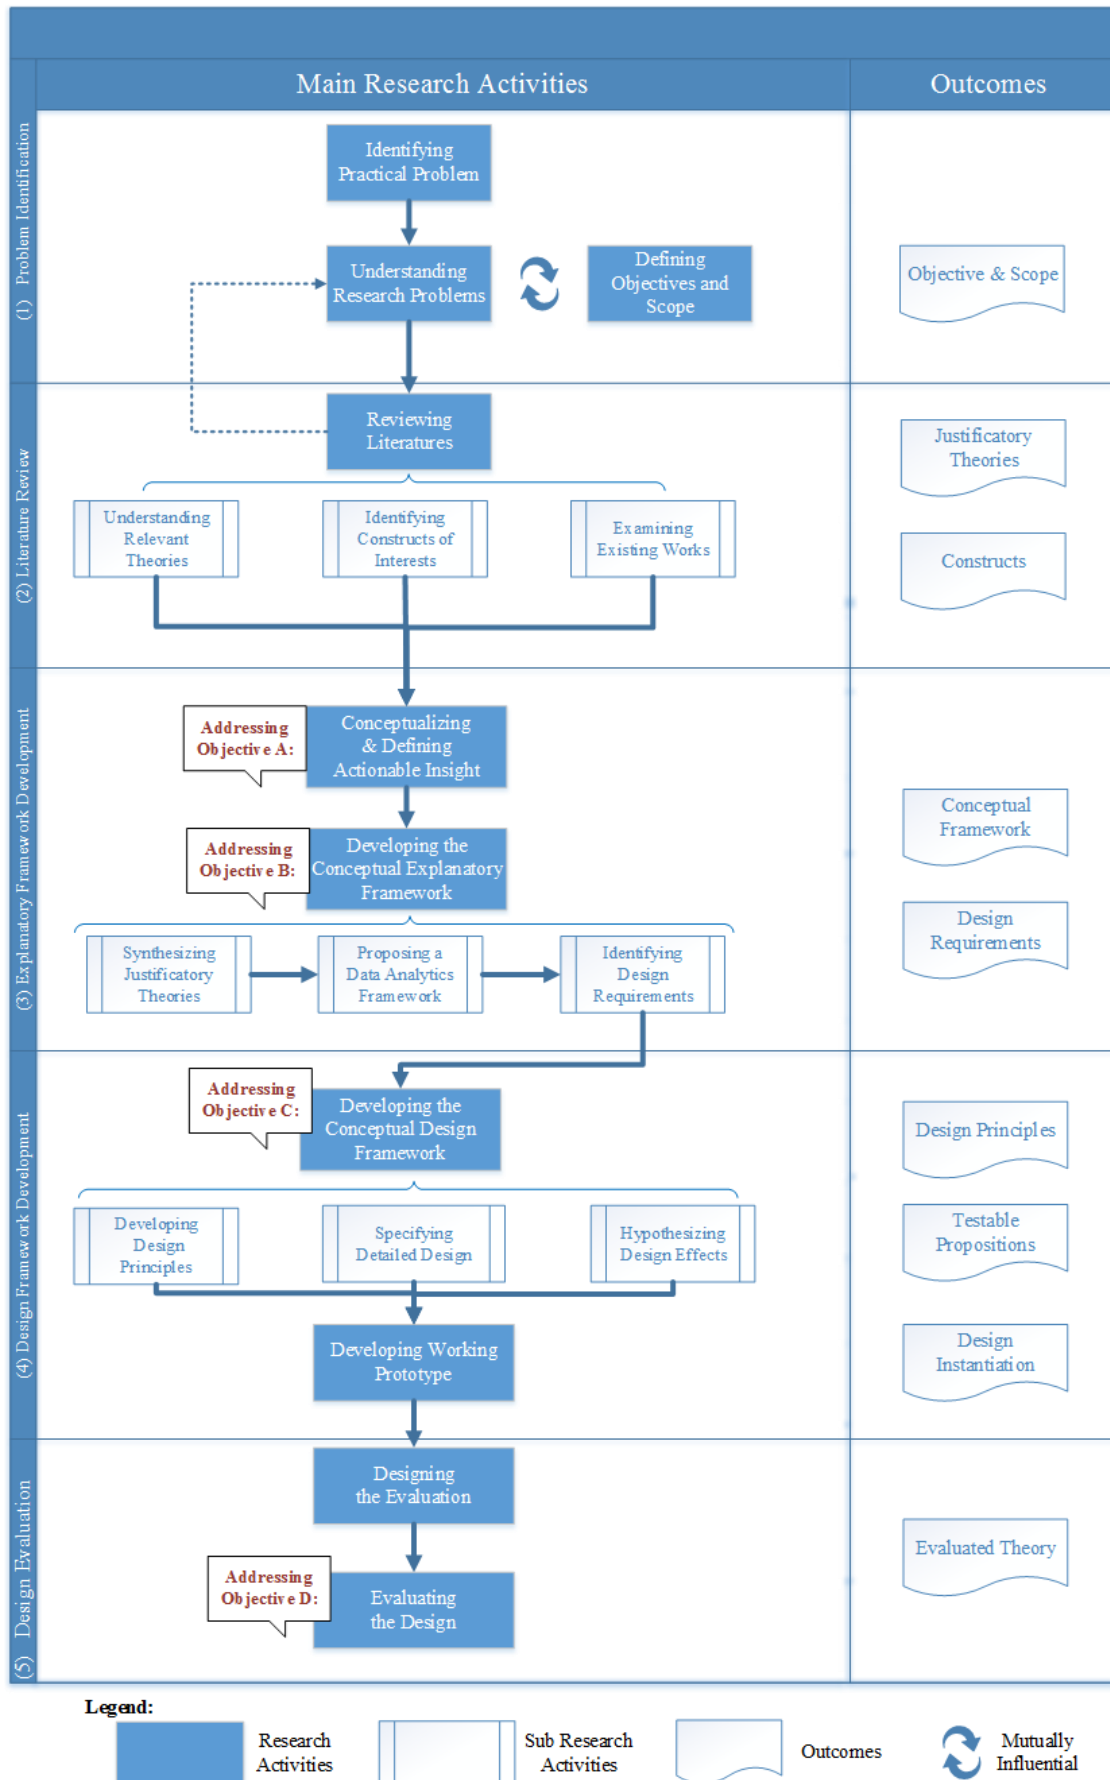 Main Research Activities
Outcomes
(1) Problem Identification
Identifying
Practical Problem
Understanding
Research Problems
Defining
Objectives and
Scope
Objective & Scope
(2) Literature Review
Reviewing
Literatures
Understanding
Relevant
Theories
Identifying
Constructs of
Interests
Examining
Existing Works
Justificatory
Theories
Constructs
(3) Explanatory Framework Development
Addressing
Objective A:
Conceptualizing
& Defining
Actionable Insight
Addressing
Objective B:
Developing the
Conceptual Explanatory
Framework
Synthesizing
Justificatory
Theories
Proposing a
Data Analytics
Framework
Identifying
Design
Requirements
Conceptual
Framework
Design
Requirements
(4) Design Framework Development
Addressing
Objective C:
Developing the
Conceptual Design
Framework
Developing
Design
Principles
Specifying
Detailed Design
Hypothesizing
Design Effects
Developing Working
Prototype
Design Principles
Testable
Propositions
Design
Instantiation
(5) Design Evaluation
Designing
the Evaluation
Addressing
Objective D:
Evaluating
the Design
Evaluated Theory
Legend:
Research
Activities
Sub Research
Activities
Outcomes
Mutually
Influential